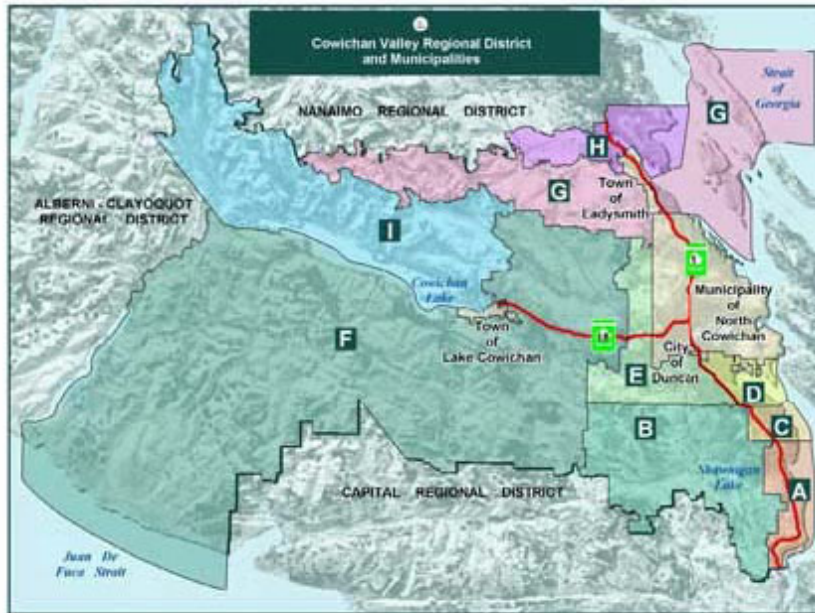 Cowichan Valley Regional District
and Municipalities
Strait
of
Georgia
NANAIMO REGIONAL DISTRICT
G
H
G
Town
of
Ladysmith
ALBERNI - CLAYOQUOT
REGIONAL DISTRICT
I
Cowichan
Lake
Municipality
of
North
Cowichan
Town
of
Lake Cowichan
F
City
of
Duncan
E
D
B
C
Shawnigan
Lake
A
CAPITAL REGIONAL DISTRICT
Juan De
Fuca Strait